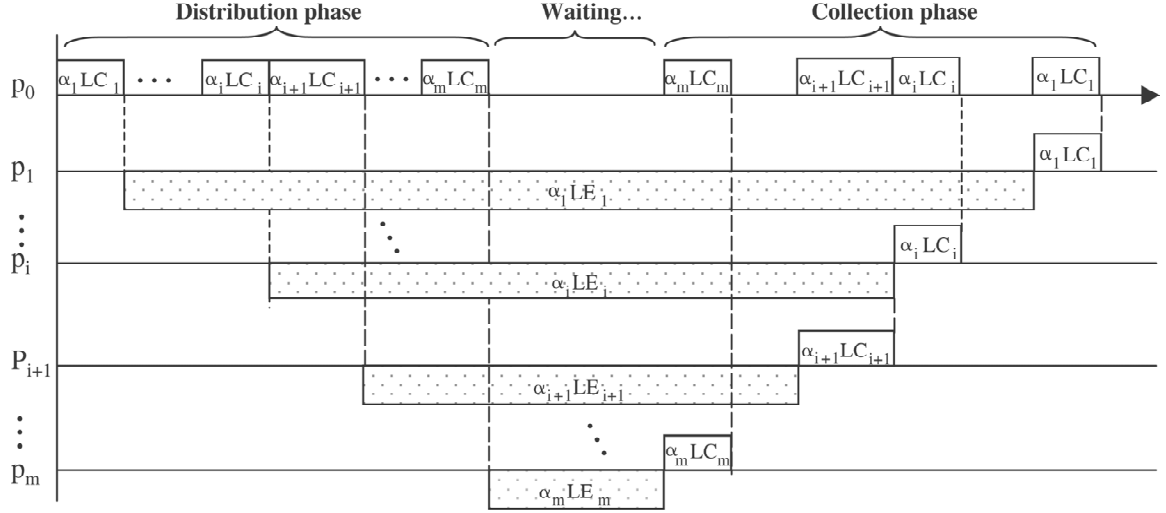 Distribution phase Waiting... Collection phase
p₀ α₁LC₁ ... αᵢLCᵢ αᵢ₊₁LCᵢ₊₁ ... αₘLCₘ αₘLCₘ αᵢ₊₁LCᵢ₊₁ αᵢLCᵢ α₁LC₁
α₁LC₁
p₁
α₁LE₁
αᵢLCᵢ
pᵢ
αᵢLEᵢ
αᵢ₊₁LCᵢ₊₁
Pᵢ₊₁
αᵢ₊₁LEᵢ₊₁
αₘLCₘ
pₘ
αₘLEₘ